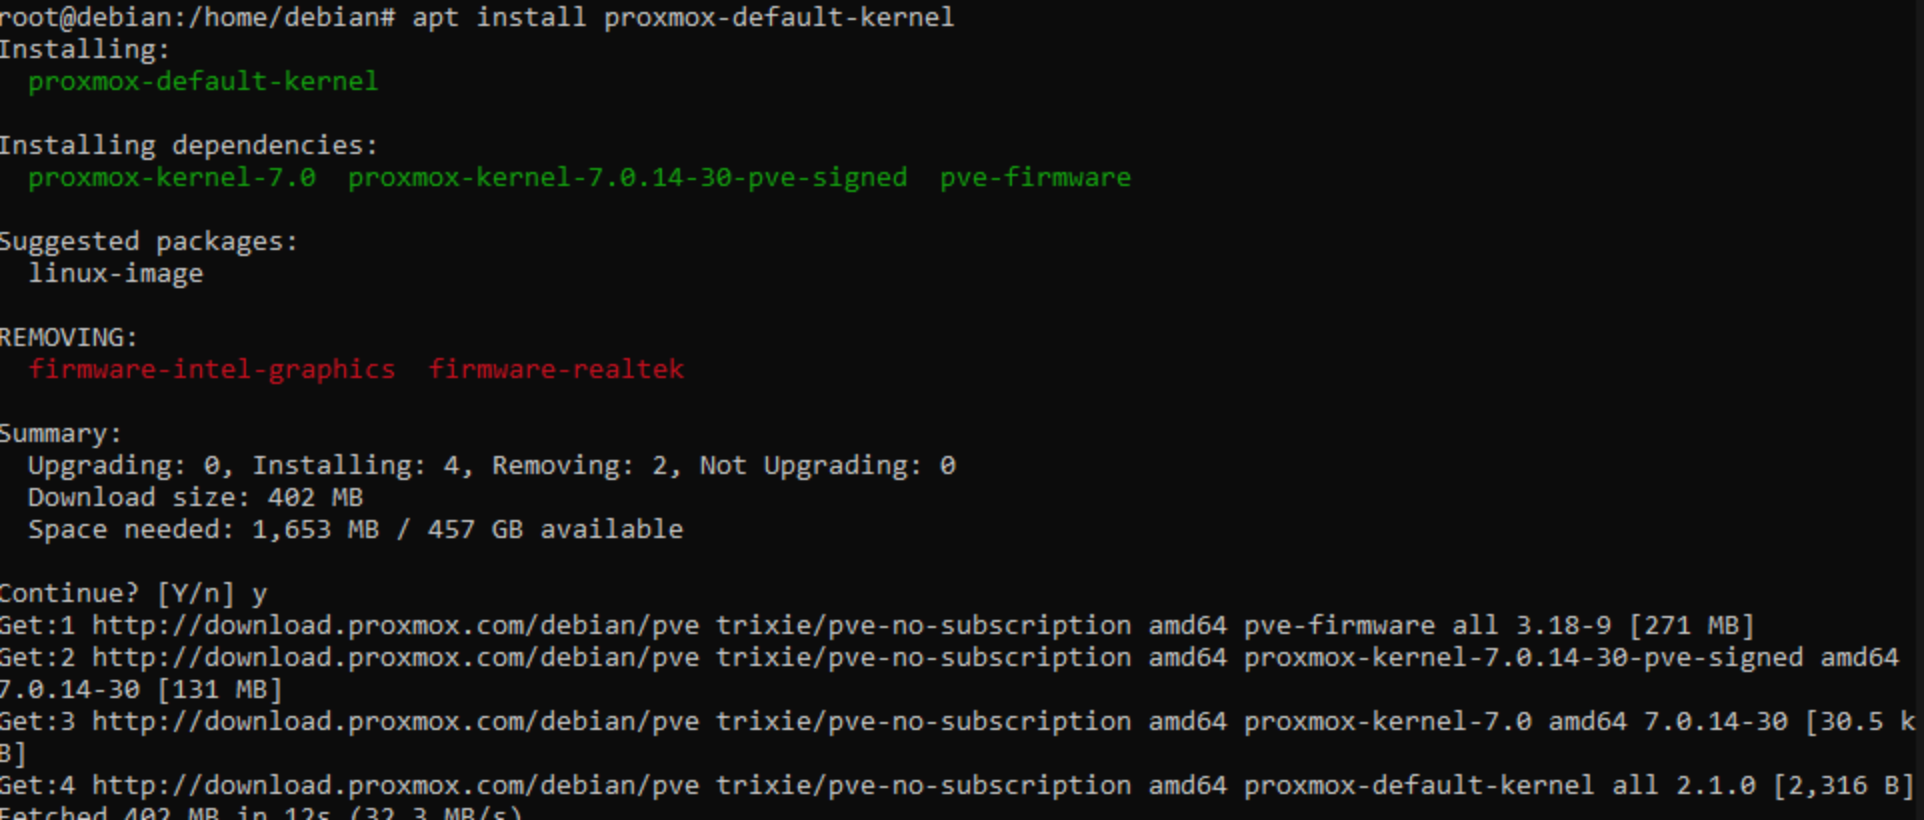 root@debian:/home/debian# apt install proxmox-default-kernel
Installing:
proxmox-default-kernel
Installing dependencies:
proxmox-kernel-7.0 proxmox-kernel-7.0.14-30-pve-signed pve-firmware
Suggested packages:
linux-image
REMOVING:
firmware-intel-graphics firmware-realtek
Summary:
Upgrading: 0, Installing: 4, Removing: 2, Not Upgrading: 0
Download size: 402 MB
Space needed: 1,653 MB / 457 GB available
Continue? [Y/n] y
Get:1 http://download.proxmox.com/debian/pve trixie/pve-no-subscription amd64 pve-firmware all 3.18-9 [271 MB]
Get:2 http://download.proxmox.com/debian/pve trixie/pve-no-subscription amd64 proxmox-kernel-7.0.14-30-pve-signed amd64
7.0.14-30 [131 MB]
Get:3 http://download.proxmox.com/debian/pve trixie/pve-no-subscription amd64 proxmox-kernel-7.0 amd64 7.0.14-30 [30.5 k
B]
Get:4 http://download.proxmox.com/debian/pve trixie/pve-no-subscription amd64 proxmox-default-kernel all 2.1.0 [2,316 B]
Fetched 402 MB in 12s (32.3 MB/s)